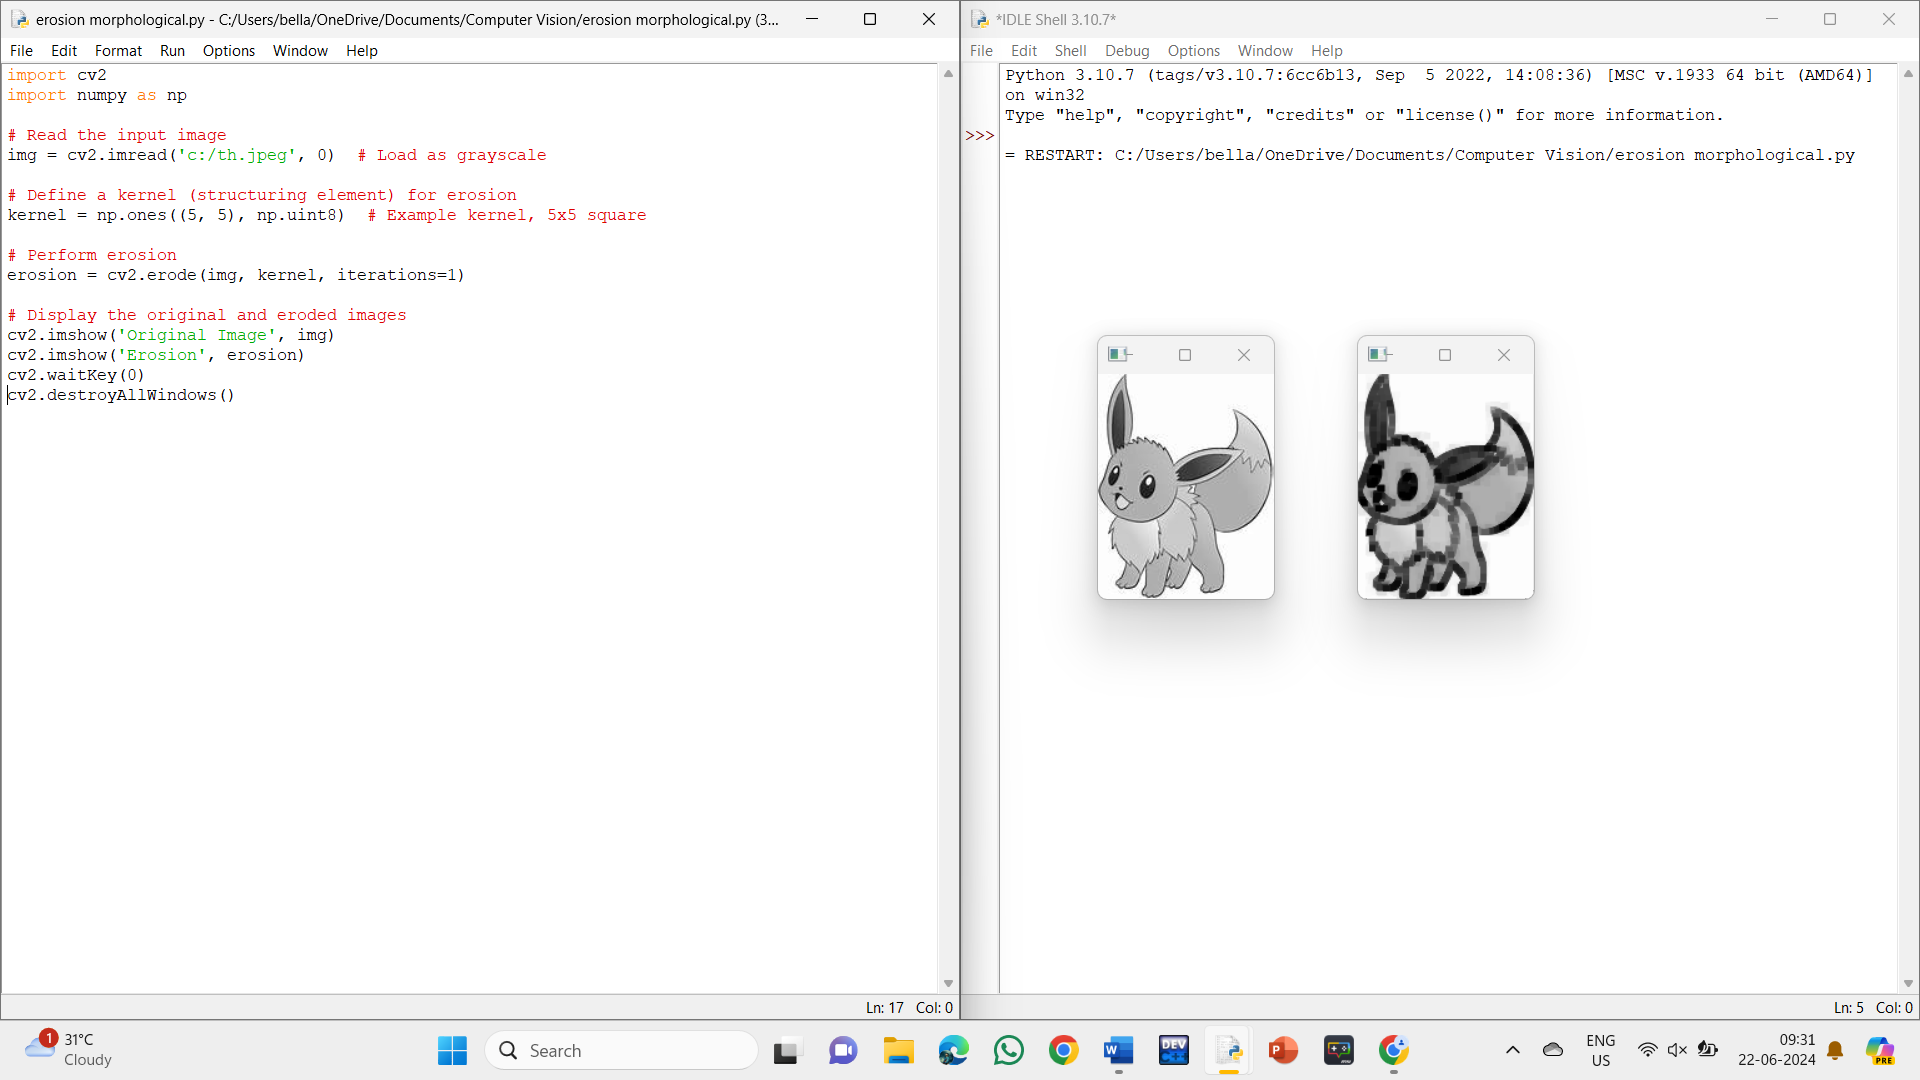 erosion morphological.py - C:/Users/bella/OneDrive/Documents/Computer Vision/erosion morphological.py (3...
File Edit Format Run Options Window Help
import cv2
import numpy as np
# Read the input image
img = cv2.imread('c:/th.jpeg', 0)  # Load as grayscale
# Define a kernel (structuring element) for erosion
kernel = np.ones((5, 5), np.uint8)  # Example kernel, 5x5 square
# Perform erosion
erosion = cv2.erode(img, kernel, iterations=1)
# Display the original and eroded images
cv2.imshow('Original Image', img)
cv2.imshow('Erosion', erosion)
cv2.waitKey(0)
cv2.destroyAllWindows()
Ln: 17 Col: 0
*IDLE Shell 3.10.7*
File Edit Shell Debug Options Window Help
Python 3.10.7 (tags/v3.10.7:6cc6b13, Sep  5 2022, 14:08:36) [MSC v.1933 64 bit (AMD64)]
on win32
Type "help", "copyright", "credits" or "license()" for more information.
>>>
= RESTART: C:/Users/bella/OneDrive/Documents/Computer Vision/erosion morphological.py
Ln: 5 Col: 0
1
31°C
Cloudy
Search
W
DEV
P
ENG
US
09:31
22-06-2024
PRE